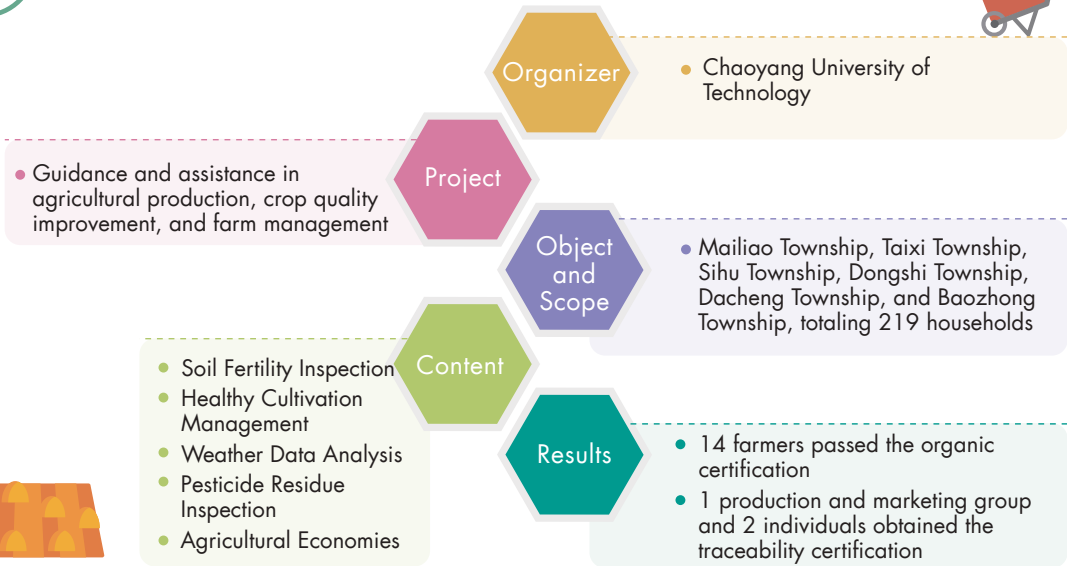 Organizer
Chaoyang University of
Technology
Project
Guidance and assistance in
agricultural production, crop quality
improvement, and farm management
Object
and
Scope
Mailiao Township, Taixi Township,
Sihu Township, Dongshi Township,
Dacheng Township, and Baozhong
Township, totaling 219 households
Content
Soil Fertility Inspection
Healthy Cultivation
Management
Weather Data Analysis
Pesticide Residue
Inspection
Agricultural Economies
Results
14 farmers passed the organic
certification
1 production and marketing group
and 2 individuals obtained the
traceability certification